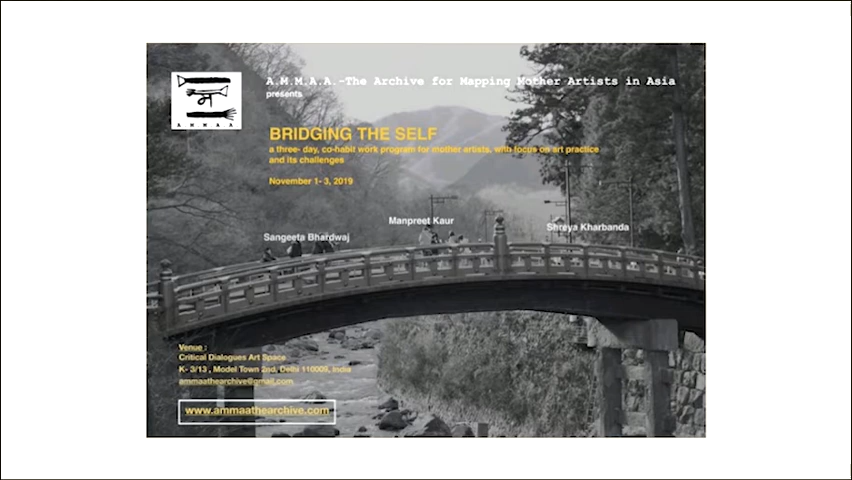 A.M.M.A.A.-The Archive for Mapping Mother Artists in Asia
presents
म
A M M A A
BRIDGING THE SELF
a three- day, co-habit work program for mother artists, with focus on art practice
and its challenges
November 1- 3, 2019
Manpreet Kaur
Shreya Kharbanda
Sangeeta Bhardwaj
Venue :
Critical Dialogues Art Space
K- 3/13 , Model Town 2nd, Delhi 110009, India
ammaathearchive@gmail.com
www.ammaathearchive.com